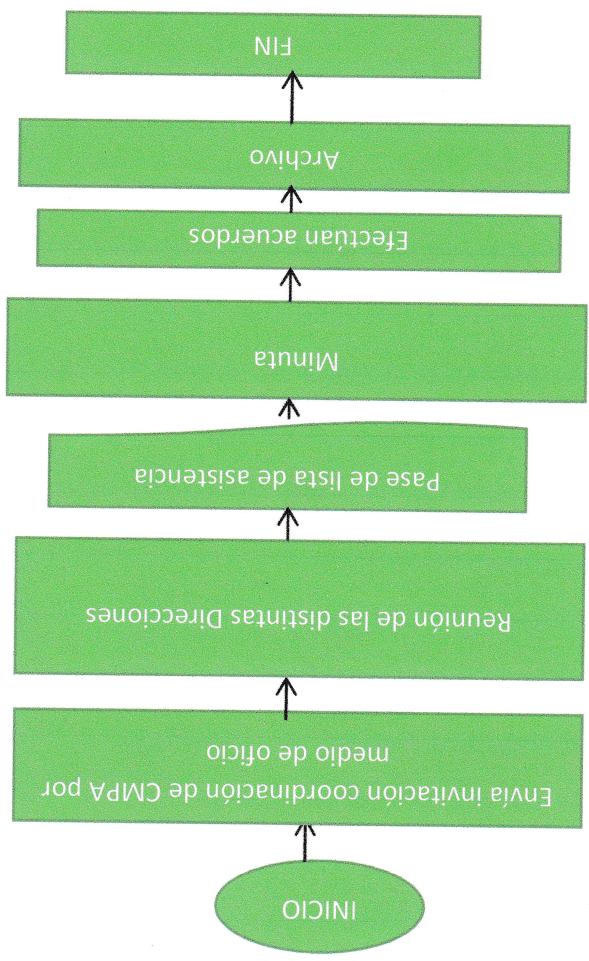 INICIO
Envía invitación coordinación de CMPA por
medio de oficio
Reunión de las distintas Direcciones
Pase de lista de asistencia
Minuta
Efectúan acuerdos
Archivo
FIN